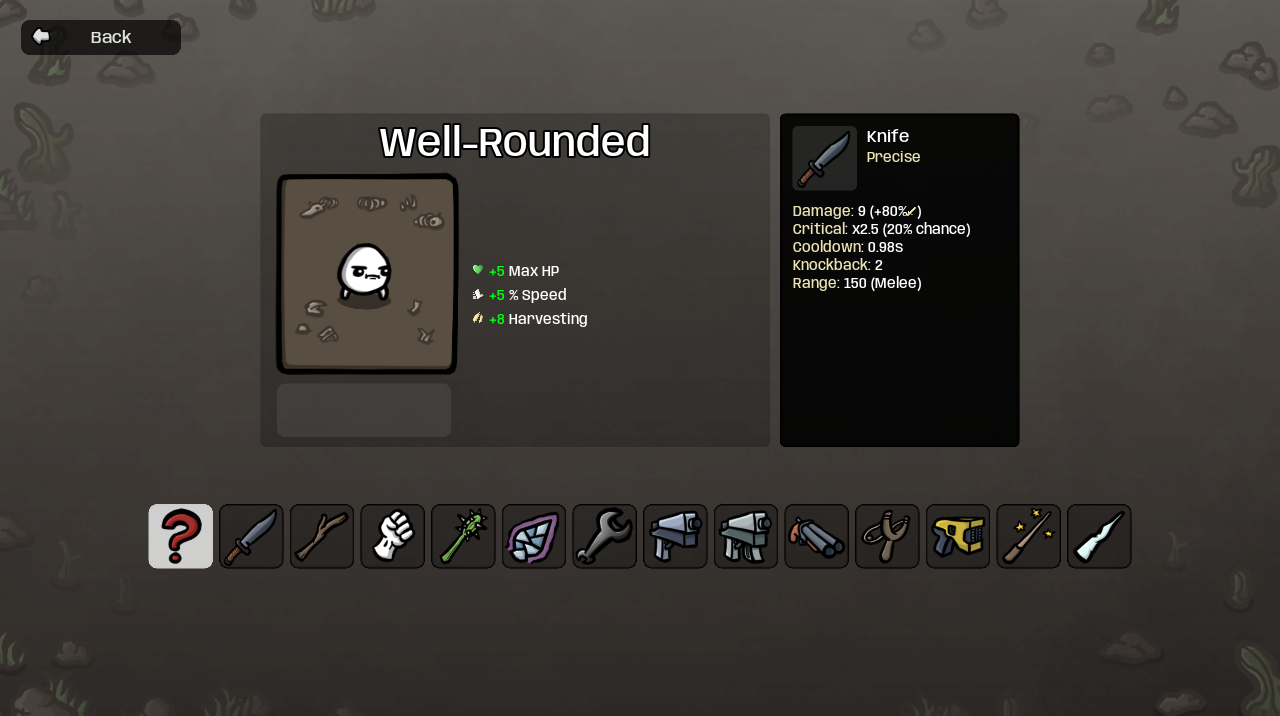 Back
Well-Rounded
+5 Max HP
+5 % Speed
+8 Harvesting
Knife
Precise
Damage: 9 (+80%)
Critical: x2.5 (20% chance)
Cooldown: 0.98s
Knockback: 2
Range: 150 (Melee)
?